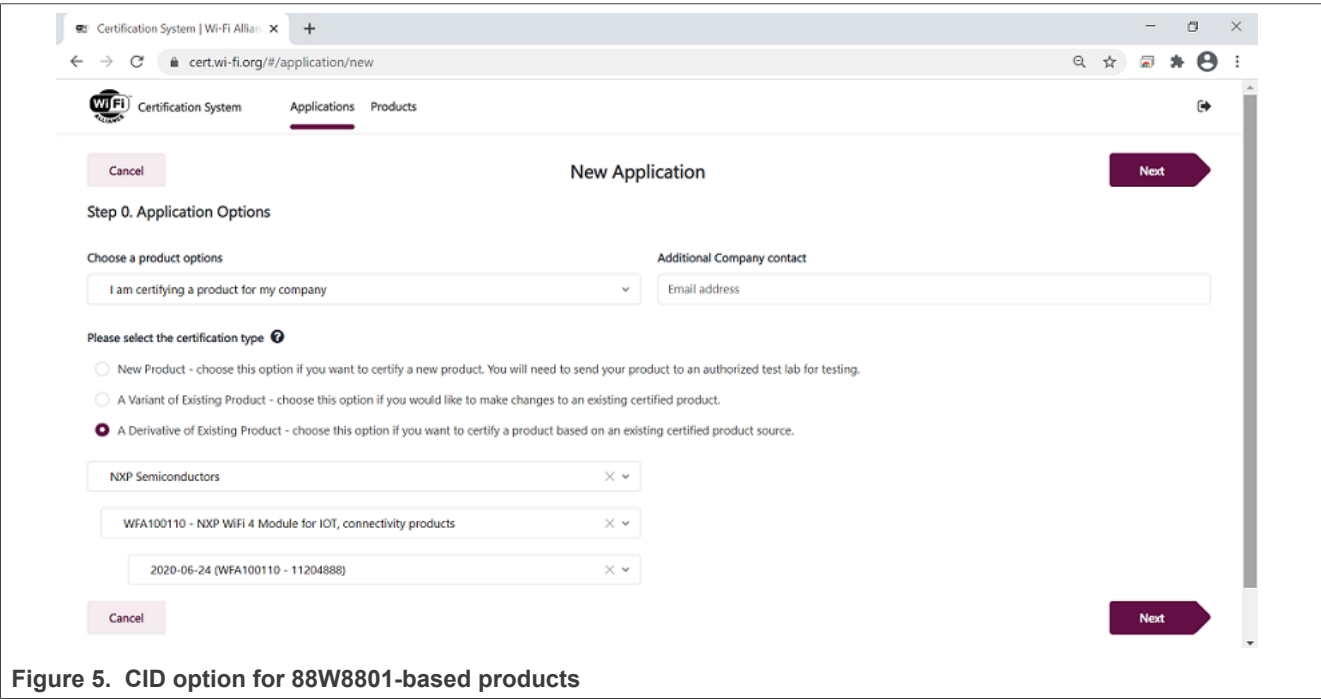 Certification System | Wi-Fi Allian
cert.wi-fi.org/#/application/new
Wi Fi ALLIANCE Certification System Applications Products
Cancel New Application Next
Step 0. Application Options
Choose a product options Additional Company contact
I am certifying a product for my company Email address
Please select the certification type ?
New Product - choose this option if you want to certify a new product. You will need to send your product to an authorized test lab for testing.
A Variant of Existing Product - choose this option if you would like to make changes to an existing certified product.
A Derivative of Existing Product - choose this option if you want to certify a product based on an existing certified product source.
NXP Semiconductors
WFA100110 - NXP WiFi 4 Module for IOT, connectivity products
2020-06-24 (WFA100110 - 11204888)
Cancel Next
Figure 5. CID option for 88W8801-based products